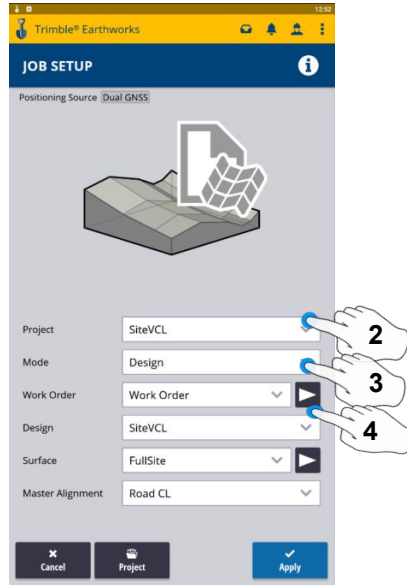 12:52
Trimble® Earthworks
JOB SETUP
Positioning Source Dual GNSS
Project SiteVCL
2
Mode Design
3
Work Order Work Order
4
Design SiteVCL
Surface FullSite
Master Alignment Road CL
Cancel Project Apply